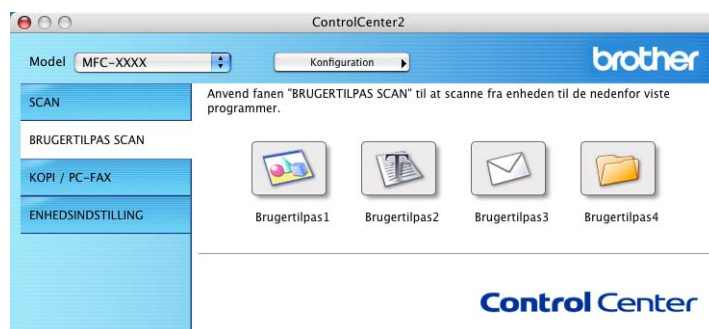 ControlCenter2
Model MFC-XXXX Konfiguration brother
SCAN
BRUGERTILPAS SCAN
KOPI / PC-FAX
ENHEDSINDSTILLING
Anvend fanen "BRUGERTILPAS SCAN" til at scanne fra enheden til de nedenfor viste
programmer.
Brugertilpas1 Brugertilpas2 Brugertilpas3 Brugertilpas4
Control Center